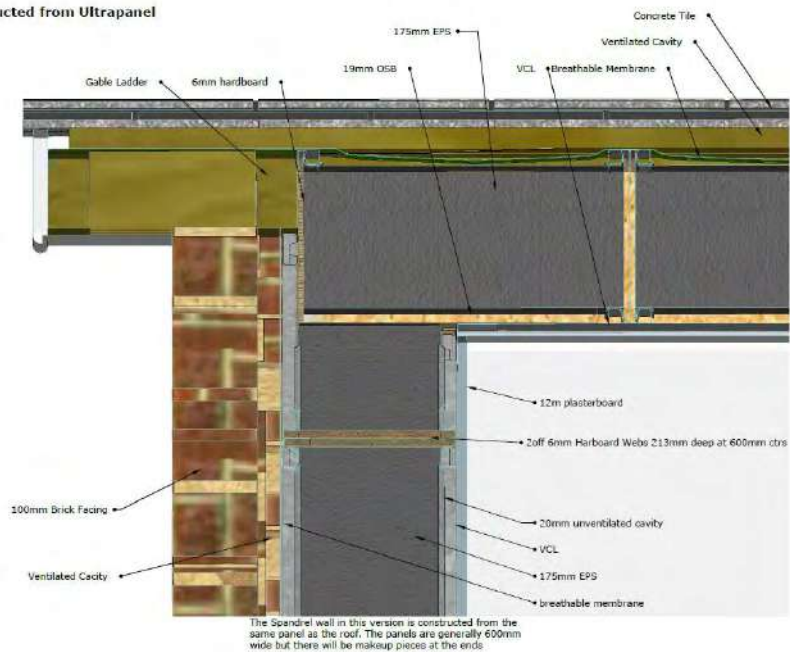 ucted from Ultrapanel
Concrete Tile
175mm EPS
Ventilated Cavity
19mm OSB
VCL
Breathable Membrane
Gable Ladder
6mm hardboard
12m plasterboard
2off 6mm Harboard Webs 213mm deep at 600mm ctrs
100mm Brick Facing
20mm unventilated cavity
VCL
Ventilated Cacity
175mm EPS
breathable membrane
The Spandrel wall in this version is constructed from the
same panel as the roof. The panels are generally 600mm
wide but there will be makeup pieces at the ends